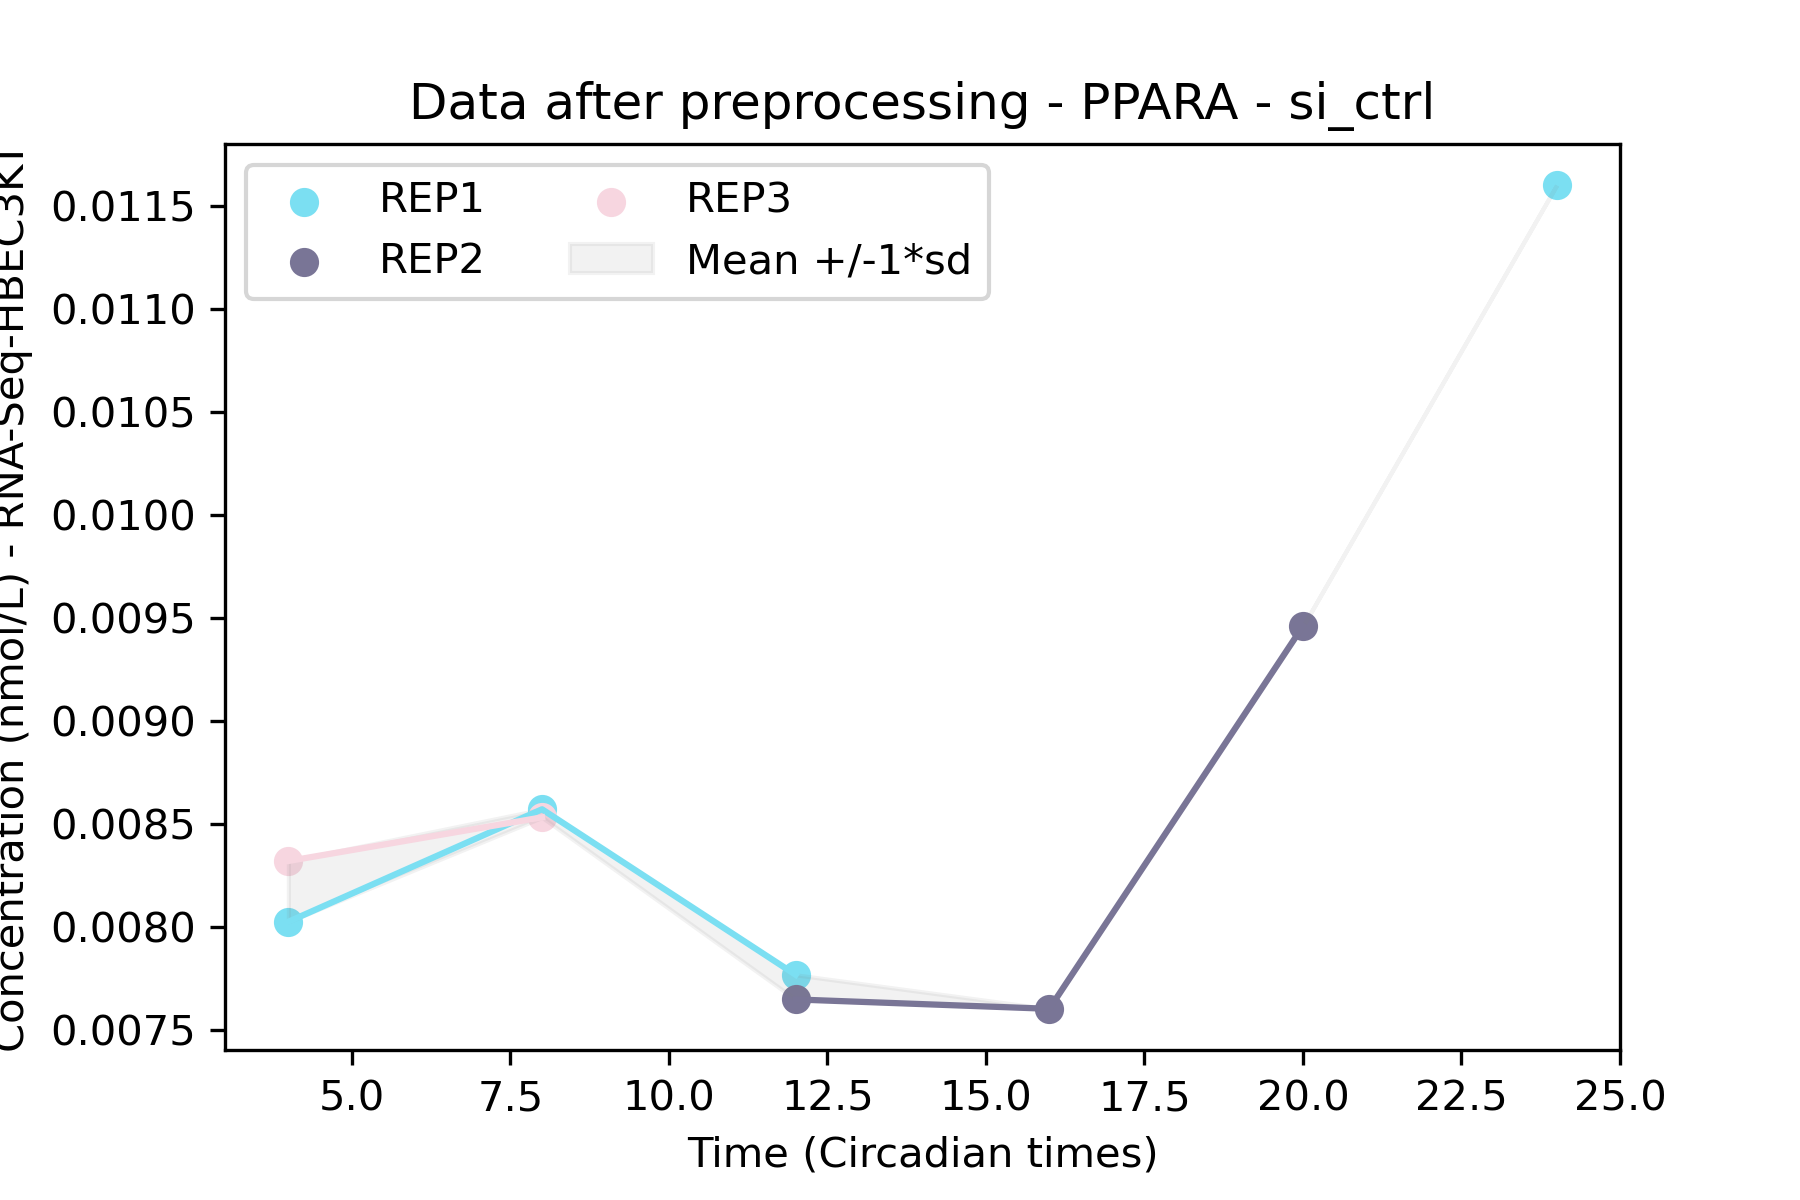 Data after preprocessing - PPARA - si_ctrl
REP1
REP2
REP3
Mean +/-1*sd
Concentration (nmol/L) - RNA-Seq-HBEC3KT
0.0115
0.0110
0.0105
0.0100
0.0095
0.0090
0.0085
0.0080
0.0075
5.0
7.5
10.0
12.5
15.0
17.5
20.0
22.5
25.0
Time (Circadian times)